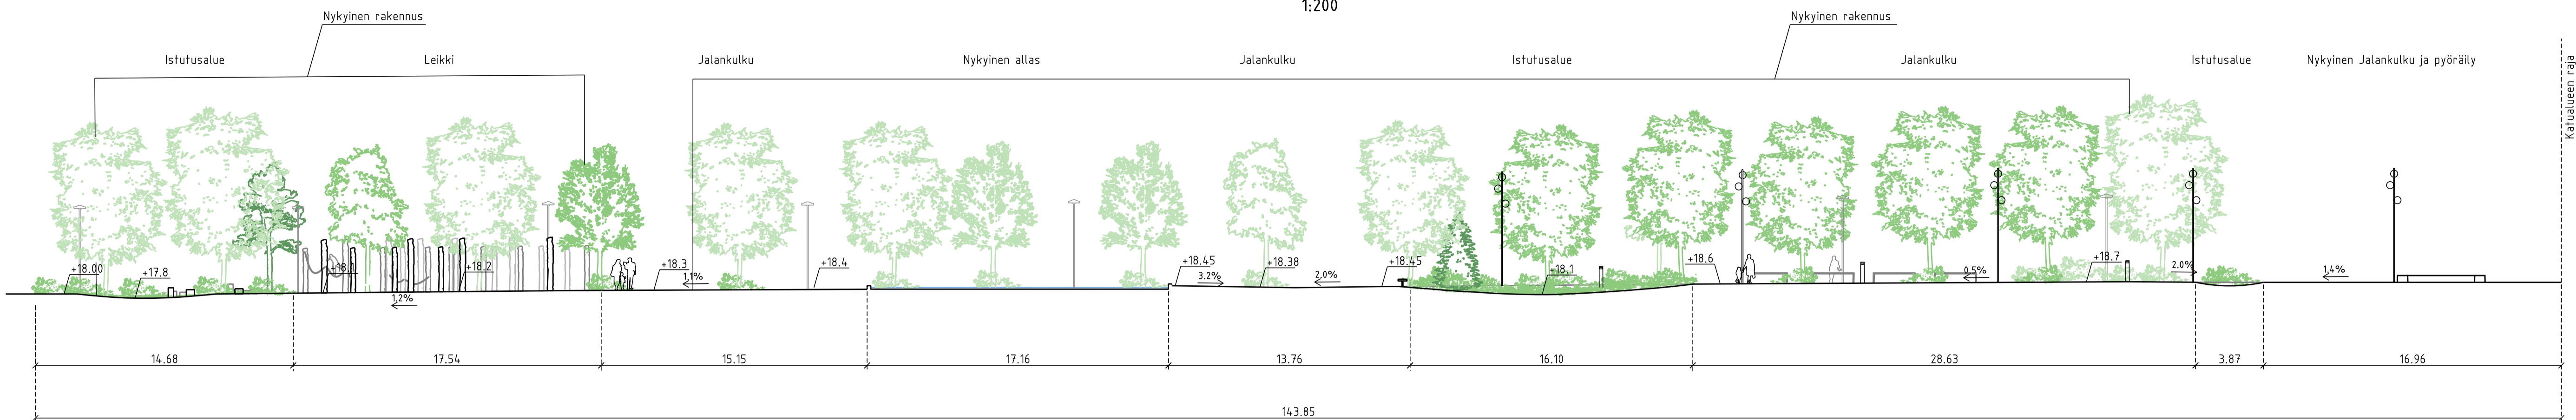 1:200
Nykyinen rakennus
Nykyinen rakennus
Istutusalue
Leikki
Jalankulku
Nykyinen allas
Jalankulku
Istutusalue
Jalankulku
Istutusalue
Nykyinen Jalankulku ja pyöräily
Katualueen raja
+18.00
+17.8
+18.1
+18.2
+18.3
1,1%
+18.4
+18.45
3.2%
+18.38
2.0%
+18.45
+18.1
+18.6
0.5%
+18.7
2.0%
1,4%
1,2%
14.68
17.54
15.15
17.16
13.76
16.10
28.63
3.87
16.96
143.85